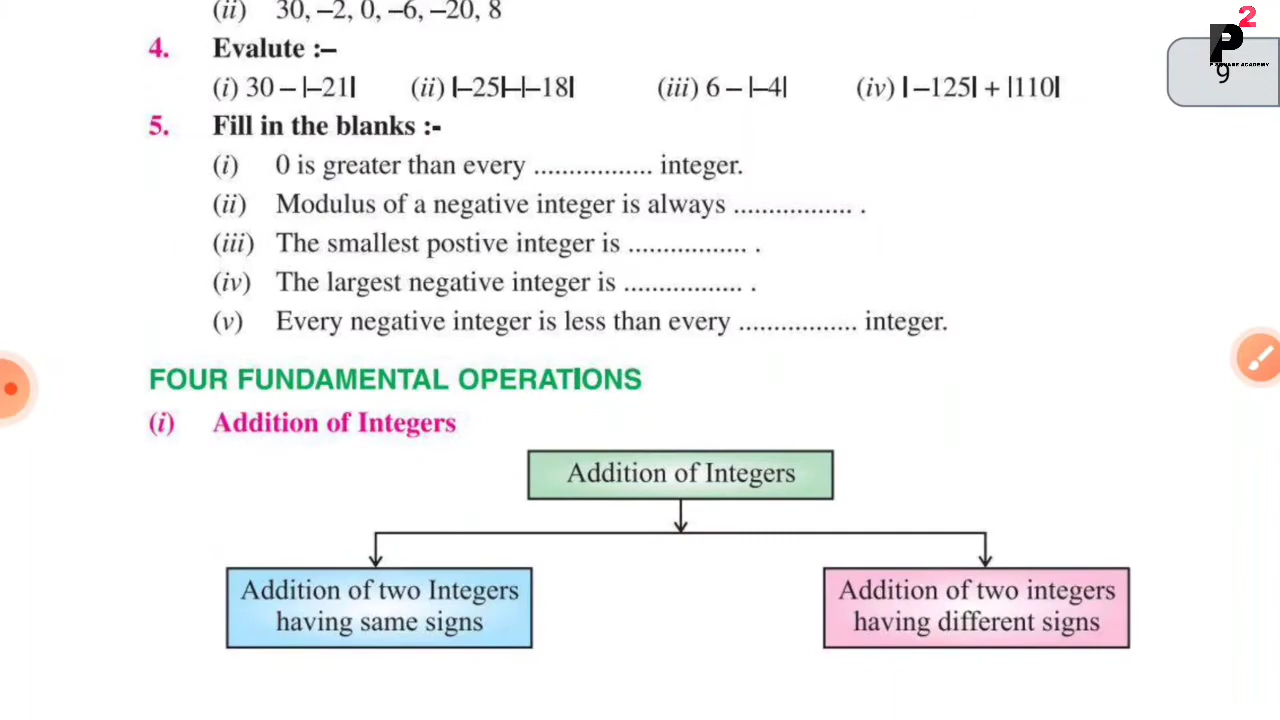 (ii) 30, –2, 0, –6, –20, 8
P 2
P SQUARE ACADEMY
9
4. Evalute :–
(i) 30 – |–21| (ii) |–25|–|–18| (iii) 6 – |–4| (iv) | –125| + |110|
5. Fill in the blanks :-
(i) 0 is greater than every ................. integer.
(ii) Modulus of a negative integer is always ................. .
(iii) The smallest postive integer is ................. .
(iv) The largest negative integer is ................. .
(v) Every negative integer is less than every ................. integer.
FOUR FUNDAMENTAL OPERATIONS
(i) Addition of Integers
Addition of Integers
Addition of two Integers
having same signs
Addition of two integers
having different signs